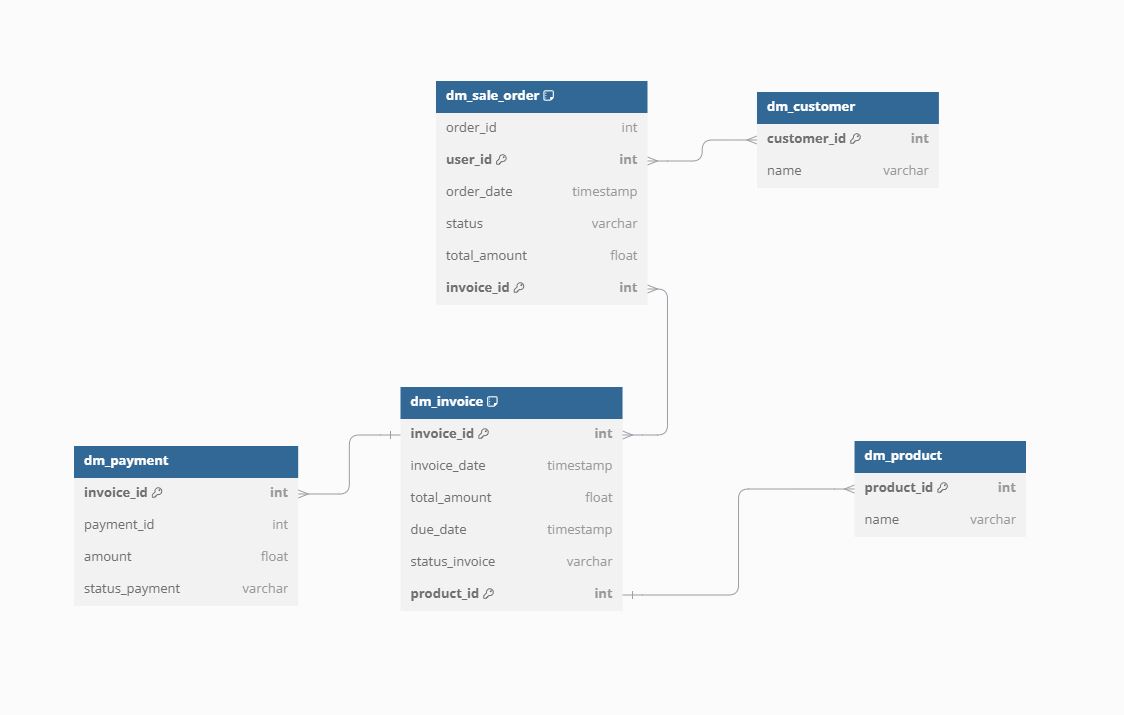 dm_sale_order
order_id int
user_id int
order_date timestamp
status varchar
total_amount float
invoice_id int
dm_customer
customer_id int
name varchar
dm_invoice
invoice_id int
invoice_date timestamp
total_amount float
due_date timestamp
status_invoice varchar
product_id int
dm_payment
invoice_id int
payment_id int
amount float
status_payment varchar
dm_product
product_id int
name varchar